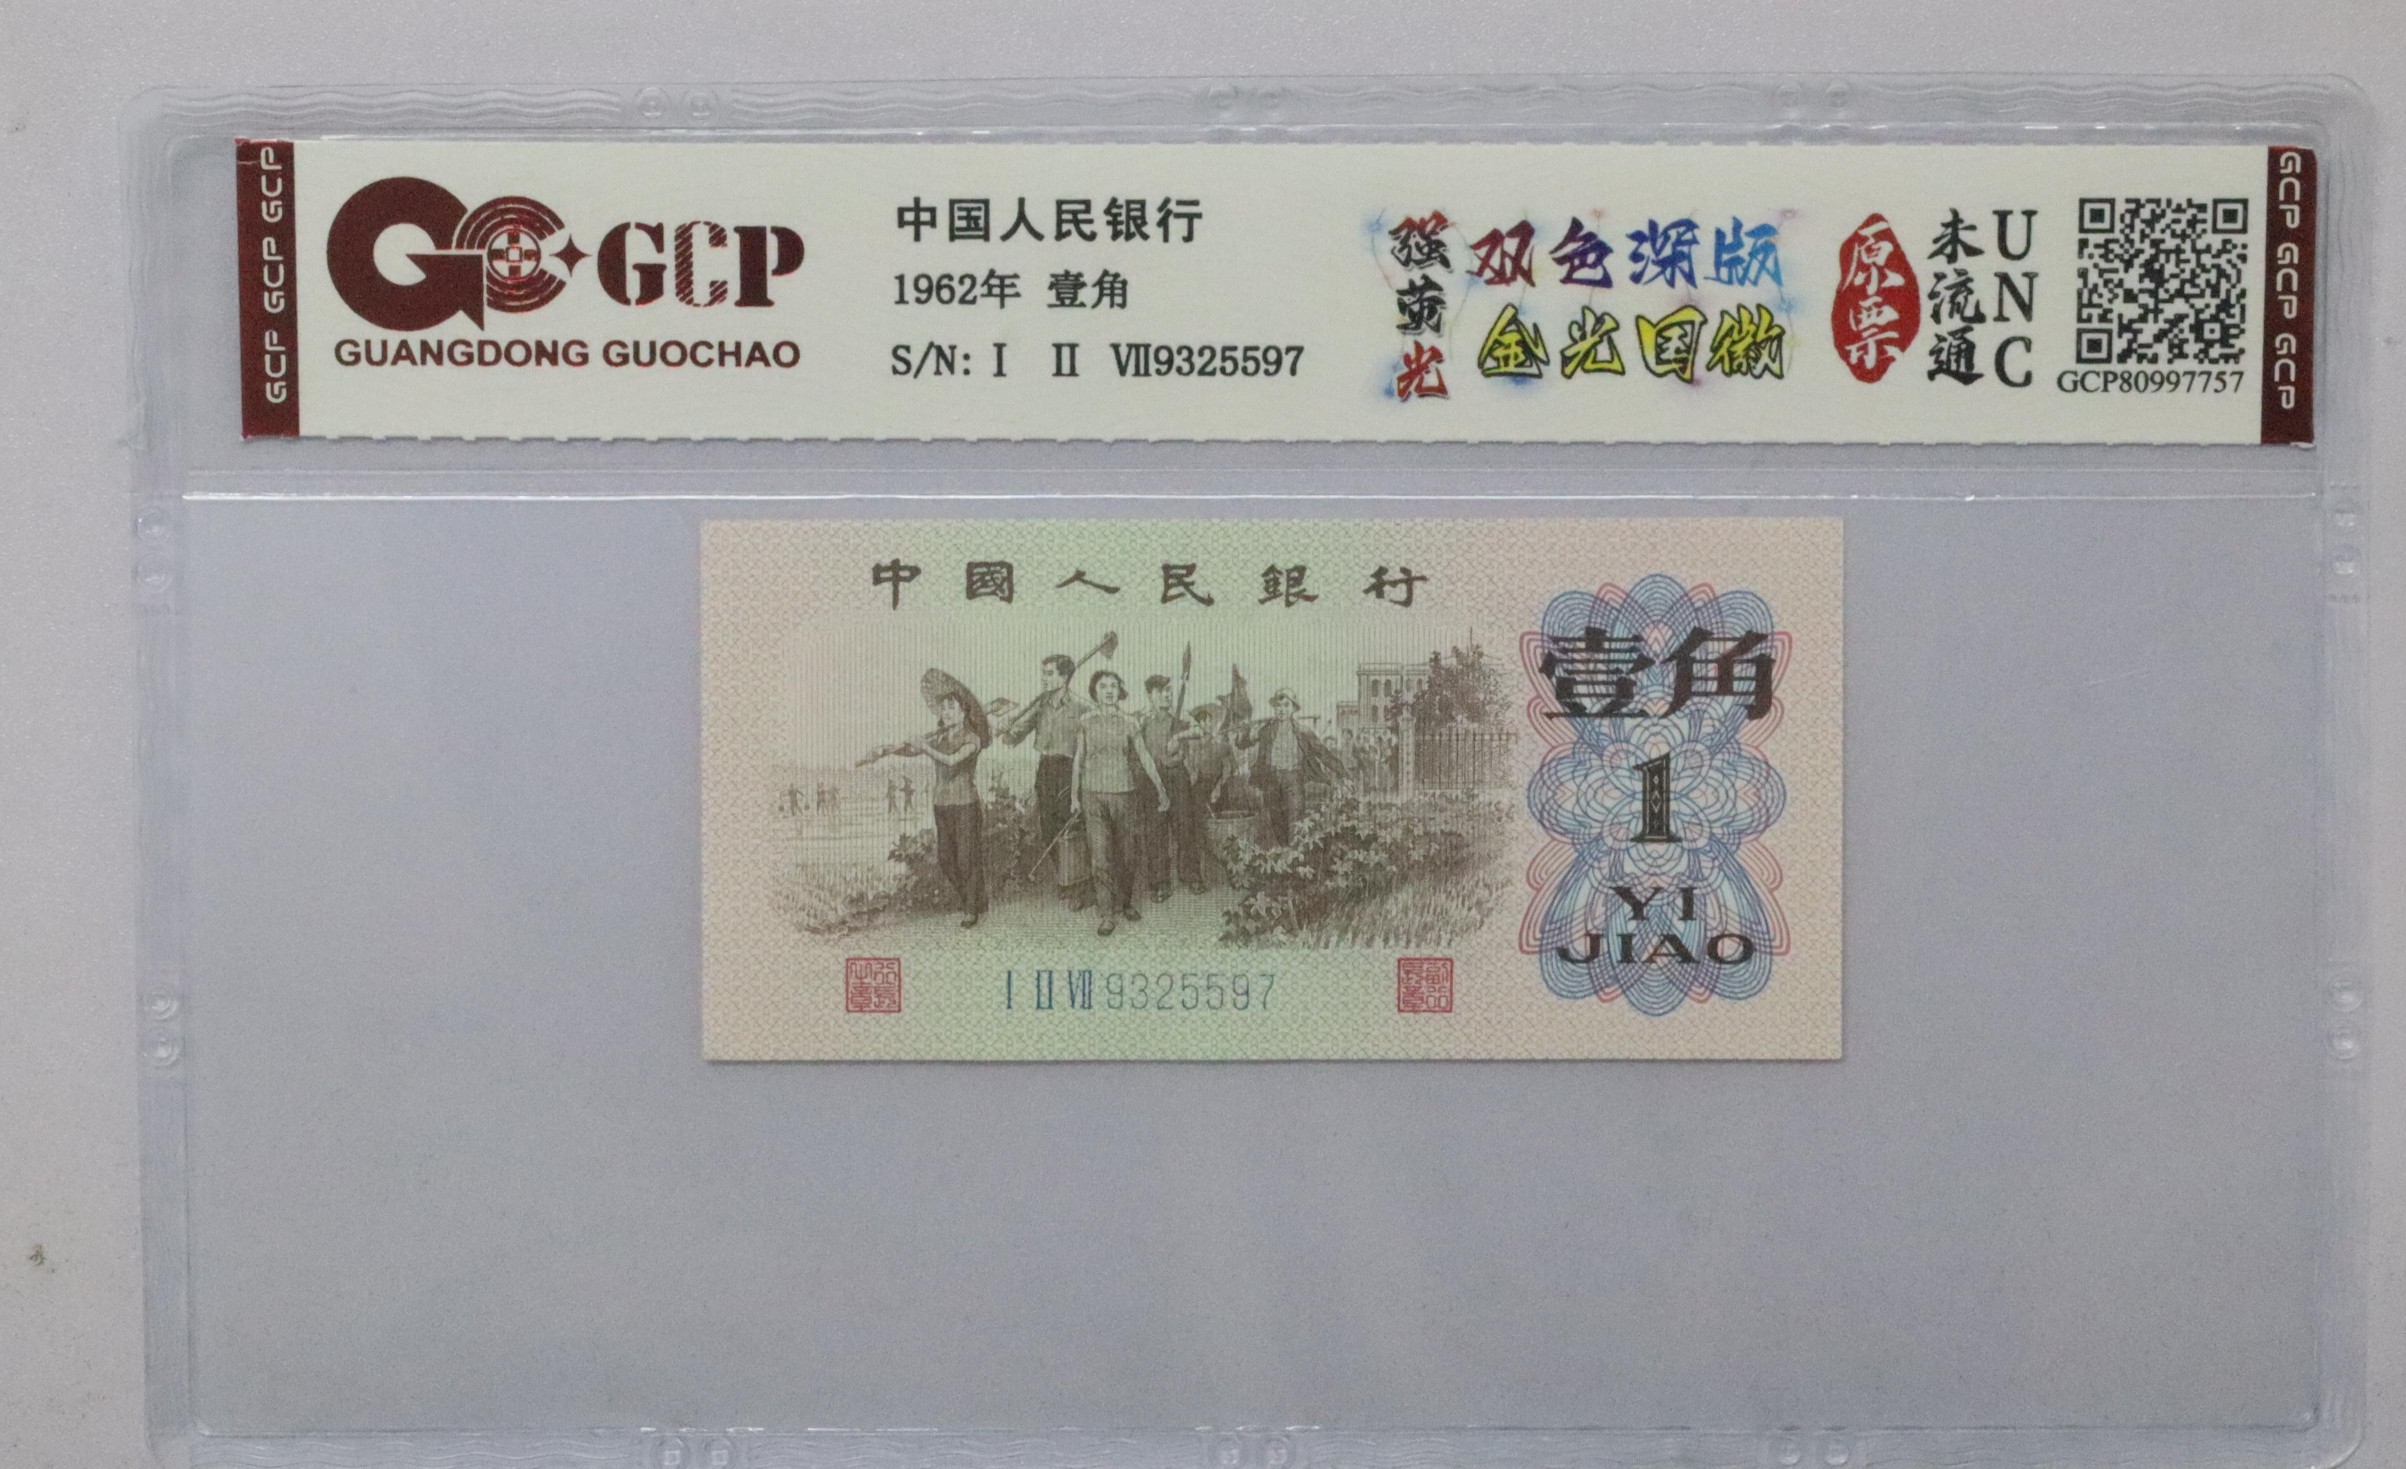 GCP GCP GCP
GCP
GUANGDONG GUOCHAO
中国人民银行
1962年 壹角
S/N: I II VII9325597
强荧光
双色深版
金光国徽
原票
未流通
UNC
GCP80997757
GCP GCP GCP
中國人民銀行
壹角
1
YI
JIAO
I II VII 9325597